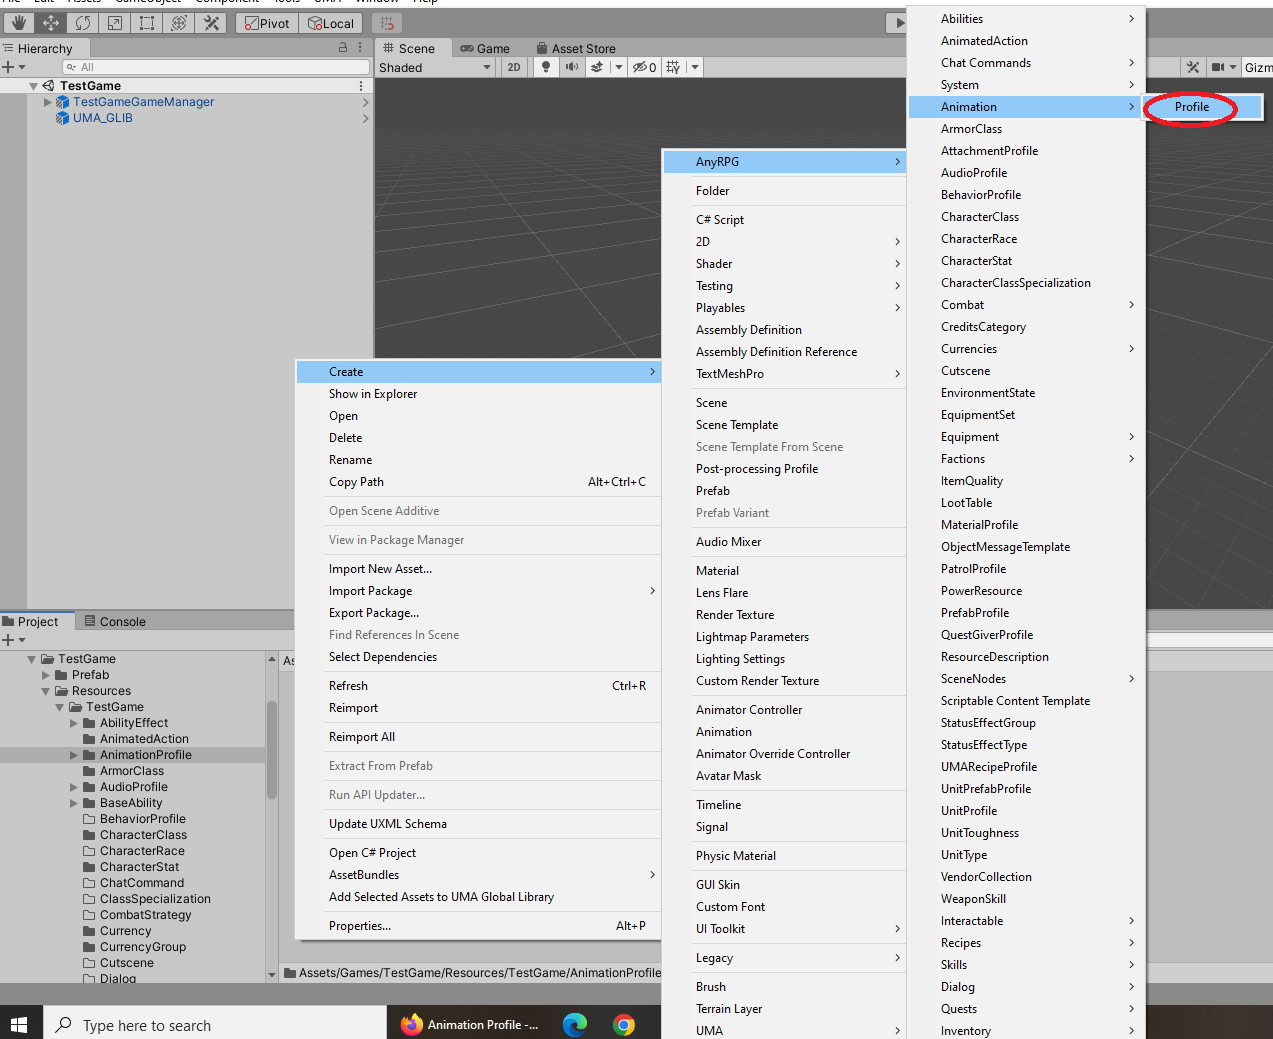 File Edit Assets GameObject Component Tools UMA Window Help
Pivot Local
Hierarchy
All
TestGame
TestGameGameManager
UMA_GLIB
Scene Game Asset Store
Shaded 2D 0 Gizm
Create
Show in Explorer
Open
Delete
Rename
Copy Path Alt+Ctrl+C
Open Scene Additive
View in Package Manager
Import New Asset...
Import Package
Export Package...
Find References In Scene
Select Dependencies
Refresh Ctrl+R
Reimport
Reimport All
Extract From Prefab
Run API Updater...
Update UXML Schema
Open C# Project
AssetBundles
Add Selected Assets to UMA Global Library
Properties... Alt+P
AnyRPG
Folder
C# Script
2D
Shader
Testing
Playables
Assembly Definition
Assembly Definition Reference
TextMeshPro
Scene
Scene Template
Scene Template From Scene
Post-processing Profile
Prefab
Prefab Variant
Audio Mixer
Material
Lens Flare
Render Texture
Lightmap Parameters
Lighting Settings
Custom Render Texture
Animator Controller
Animation
Animator Override Controller
Avatar Mask
Timeline
Signal
Physic Material
GUI Skin
Custom Font
UI Toolkit
Legacy
Brush
Terrain Layer
UMA
Abilities
AnimatedAction
Chat Commands
System
Animation
ArmorClass
AttachmentProfile
AudioProfile
BehaviorProfile
CharacterClass
CharacterRace
CharacterStat
CharacterClassSpecialization
Combat
CreditsCategory
Currencies
Cutscene
EnvironmentState
EquipmentSet
Equipment
Factions
ItemQuality
LootTable
MaterialProfile
ObjectMessageTemplate
PatrolProfile
PowerResource
PrefabProfile
QuestGiverProfile
ResourceDescription
SceneNodes
Scriptable Content Template
StatusEffectGroup
StatusEffectType
UMARecipeProfile
UnitPrefabProfile
UnitProfile
UnitToughness
UnitType
VendorCollection
WeaponSkill
Interactable
Recipes
Skills
Dialog
Quests
Inventory
Profile
Project Console
As
TestGame
Prefab
Resources
TestGame
AbilityEffect
AnimatedAction
AnimationProfile
ArmorClass
AudioProfile
BaseAbility
BehaviorProfile
CharacterClass
CharacterRace
CharacterStat
ChatCommand
ClassSpecialization
CombatStrategy
Currency
CurrencyGroup
Cutscene
Dialog
Assets/Games/TestGame/Resources/TestGame/AnimationProfile
Type here to search
Animation Profile -...